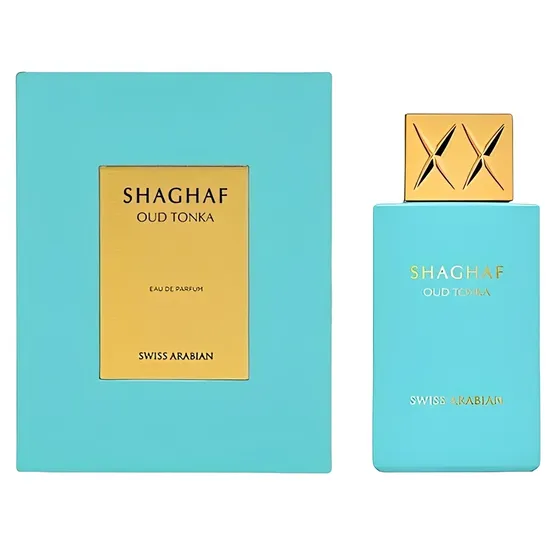 SHAGHAF
OUD TONKA
EAU DE PARFUM
SWISS ARABIAN
SHAGHAF
OUD TONKA
SWISS ARABIAN